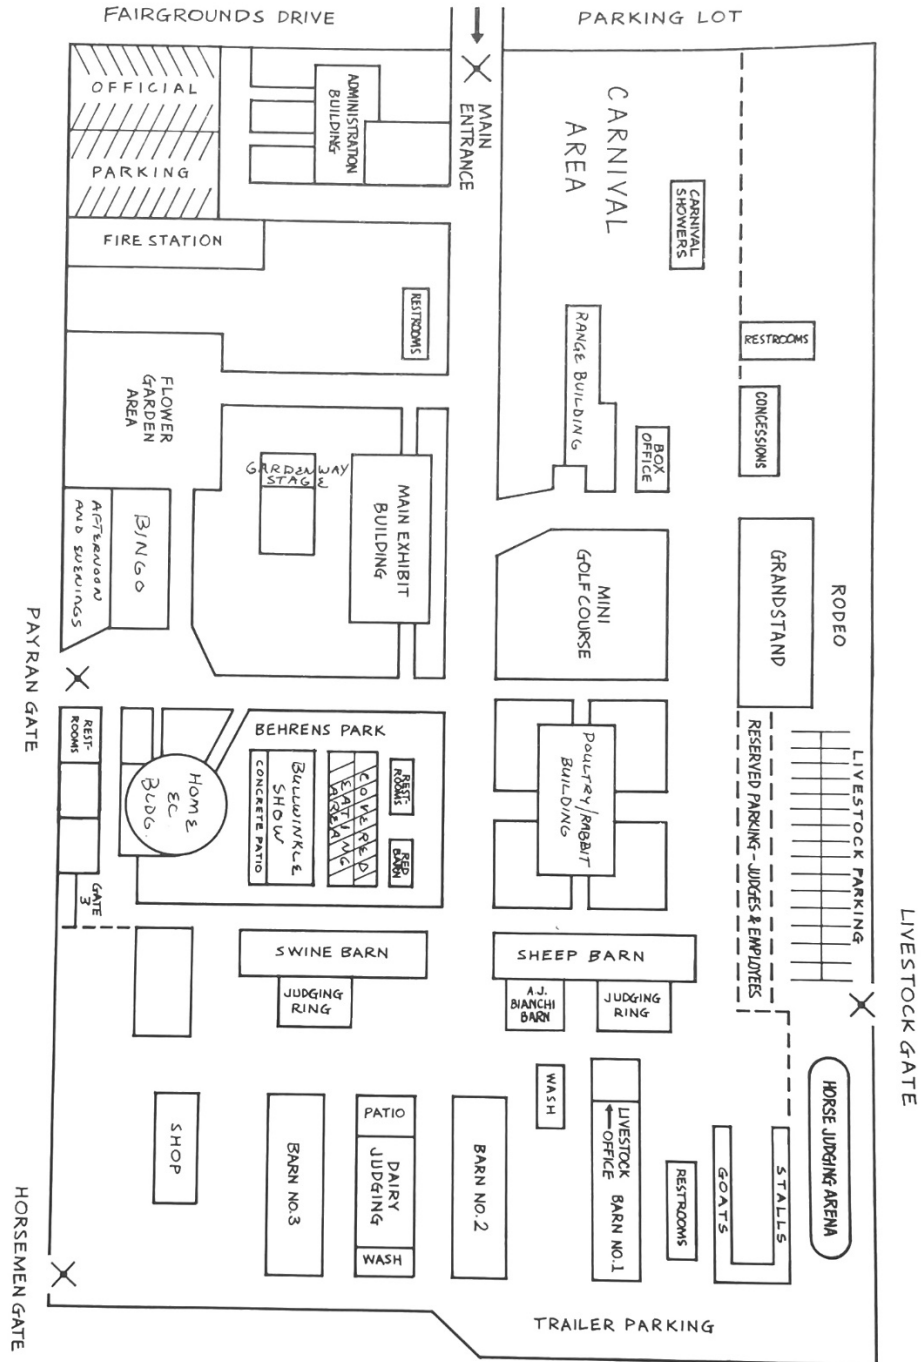 FAIRGROUNDS DRIVE
PARKING LOT
OFFICIAL
PARKING
ADMINISTRATION
BUILDING
MAIN
ENTRANCE
CARNIVAL
AREA
CARNIVAL
SHOWERS
FIRE STATION
RESTROOMS
RANGE BUILDING
RESTROOMS
BOX
OFFICE
CONCESSIONS
FLOWER
GARDEN
AREA
GARDEN WAY
STAGE
MAIN EXHIBIT
BUILDING
BINGO
AFTERNOON
AND EVENINGS
MINI
GOLF COURSE
GRANDSTAND
RODEO
PAYRAN GATE
REST-
ROOMS
BEHRENS PARK
HOME
EC
BLDG.
BULLWINKLE
SHOW
CONCRETE PATIO
COVERED
EATING
AREA
REST-
ROOMS
RED
BARN
POULTRY/RABBIT
BUILDING
RESERVED PARKING - JUDGES & EMPLOYEES
LIVESTOCK PARKING
LIVESTOCK GATE
GATE
3
SWINE BARN
JUDGING
RING
SHEEP BARN
A.J.
BIANCHI
BARN
JUDGING
RING
HORSE JUDGING ARENA
SHOP
BARN NO.3
PATIO
DAIRY
JUDGING
WASH
BARN NO.2
WASH
LIVESTOCK
OFFICE
BARN NO.1
RESTROOMS
GOATS
STALLS
HORSEMEN GATE
TRAILER PARKING